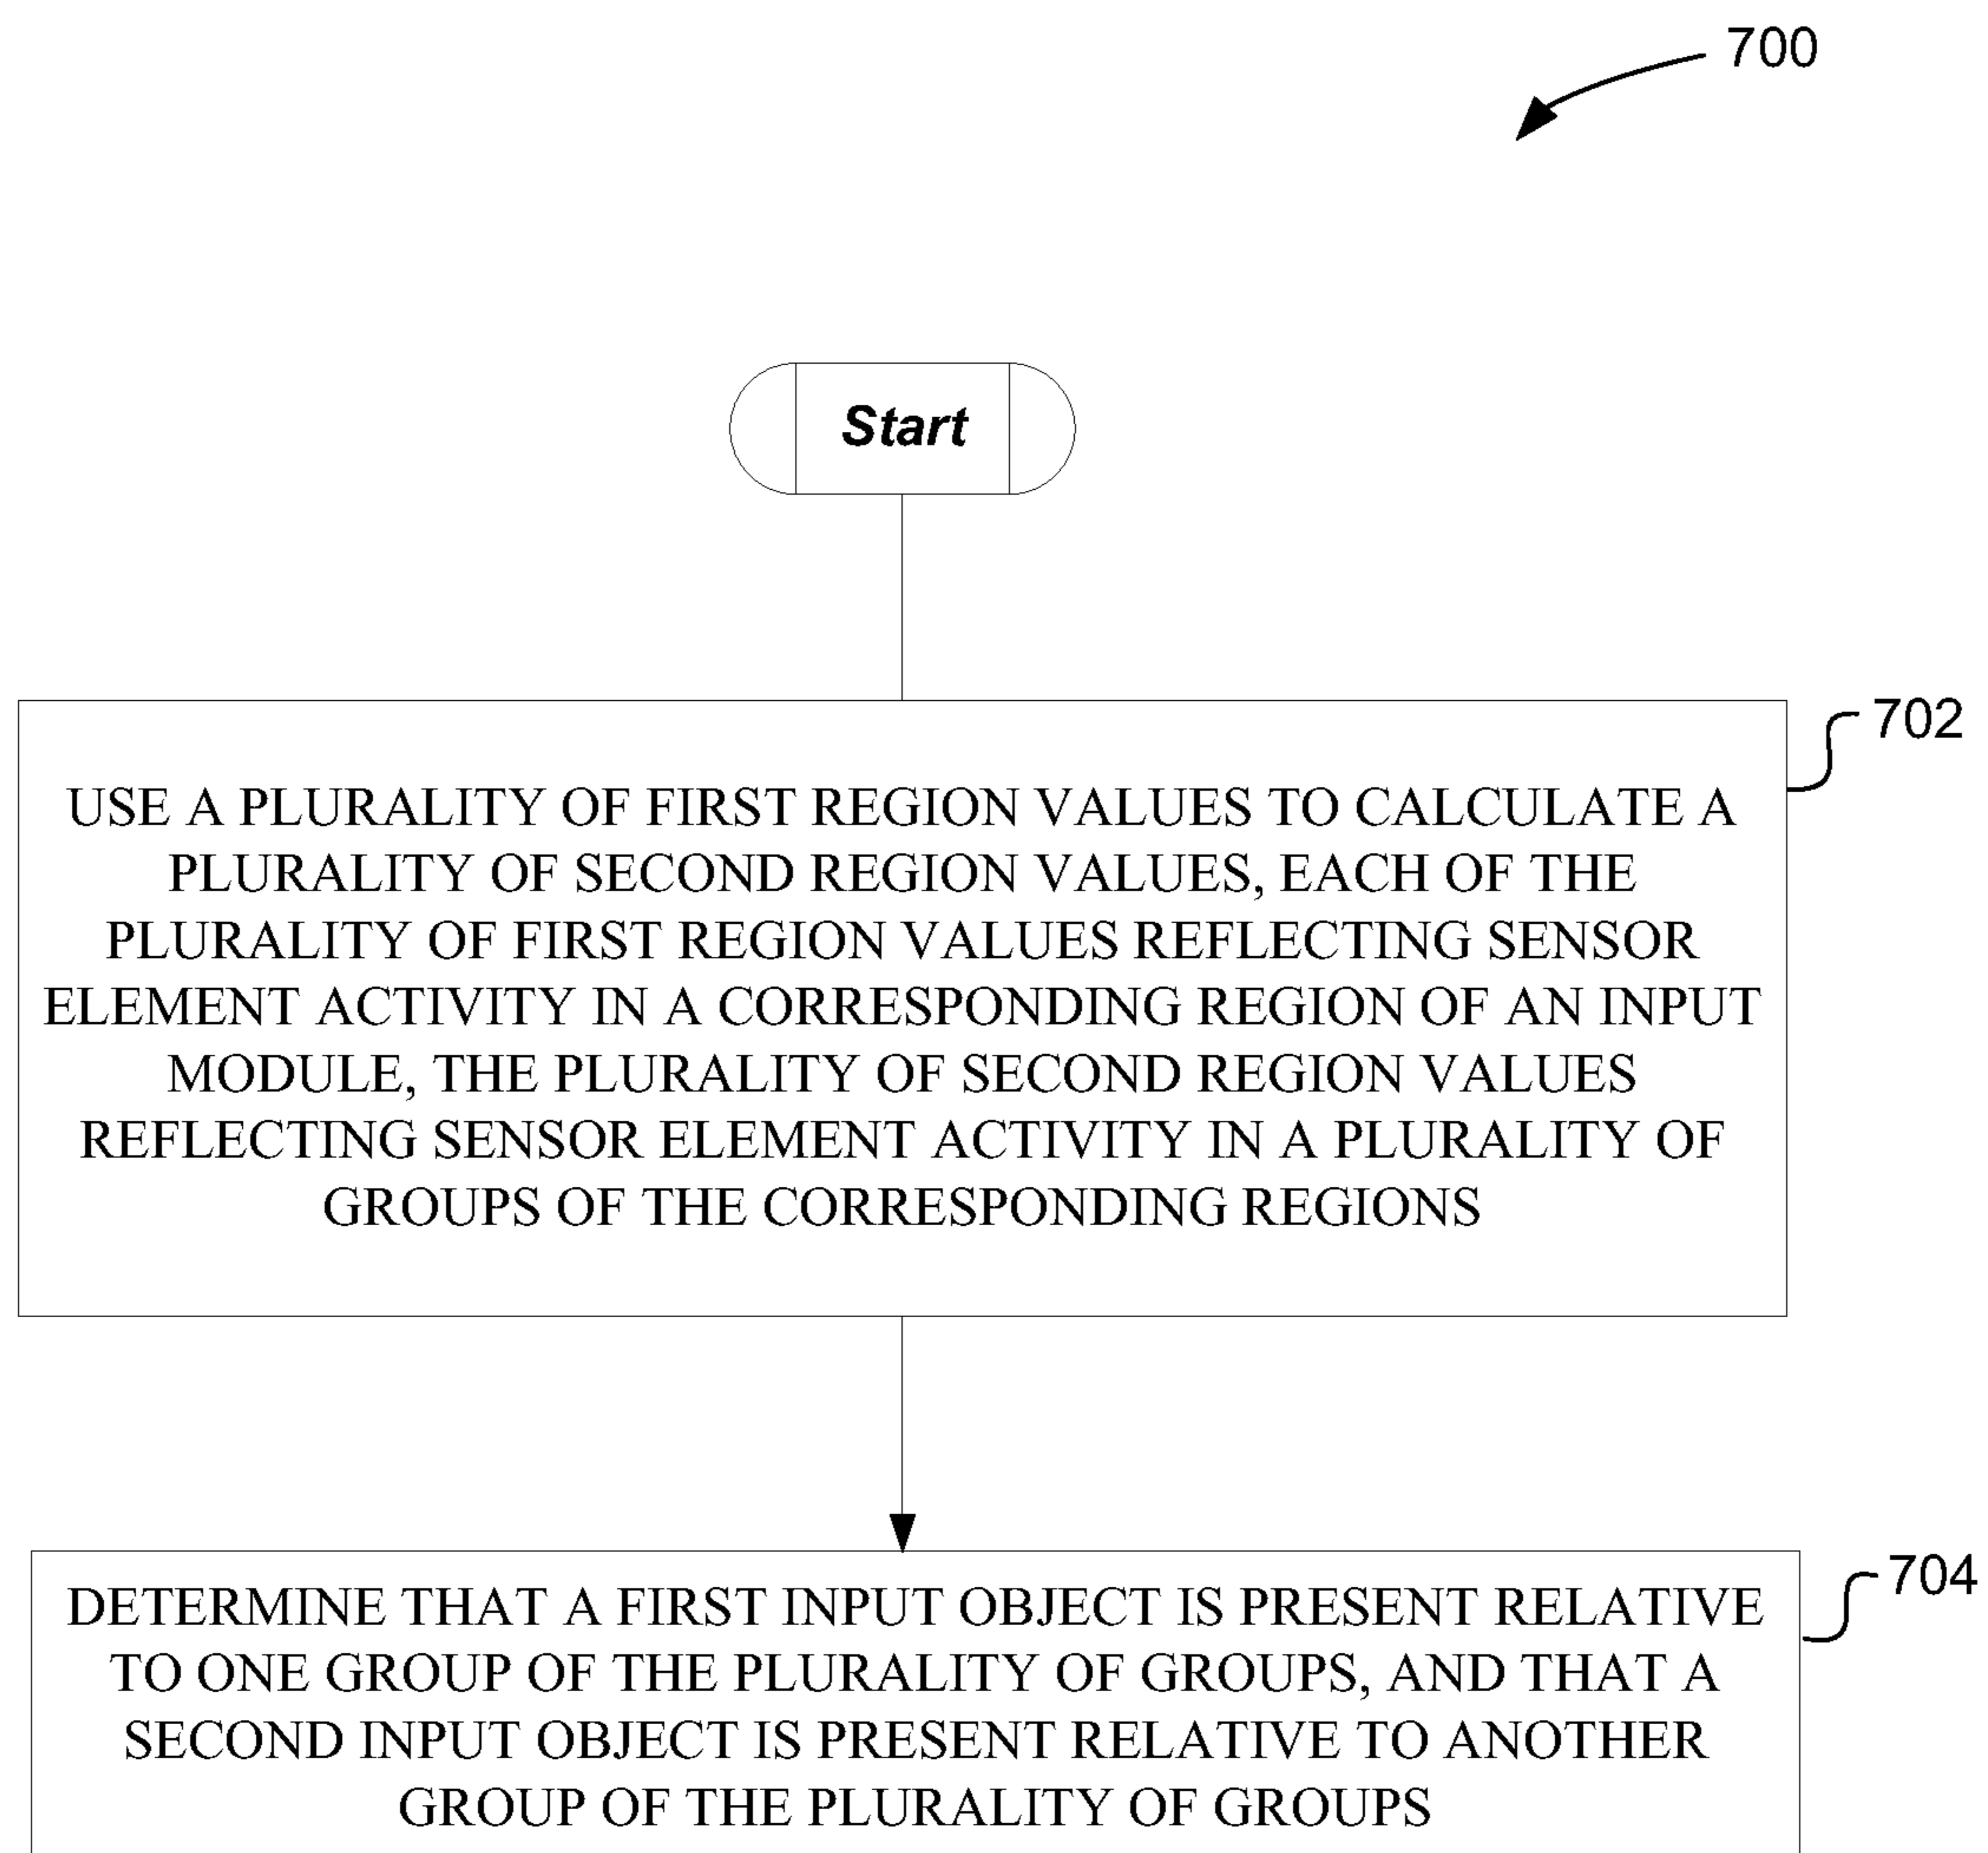 700
Start
702
USE A PLURALITY OF FIRST REGION VALUES TO CALCULATE A
PLURALITY OF SECOND REGION VALUES, EACH OF THE
PLURALITY OF FIRST REGION VALUES REFLECTING SENSOR
ELEMENT ACTIVITY IN A CORRESPONDING REGION OF AN INPUT
MODULE, THE PLURALITY OF SECOND REGION VALUES
REFLECTING SENSOR ELEMENT ACTIVITY IN A PLURALITY OF
GROUPS OF THE CORRESPONDING REGIONS
704
DETERMINE THAT A FIRST INPUT OBJECT IS PRESENT RELATIVE
TO ONE GROUP OF THE PLURALITY OF GROUPS, AND THAT A
SECOND INPUT OBJECT IS PRESENT RELATIVE TO ANOTHER
GROUP OF THE PLURALITY OF GROUPS